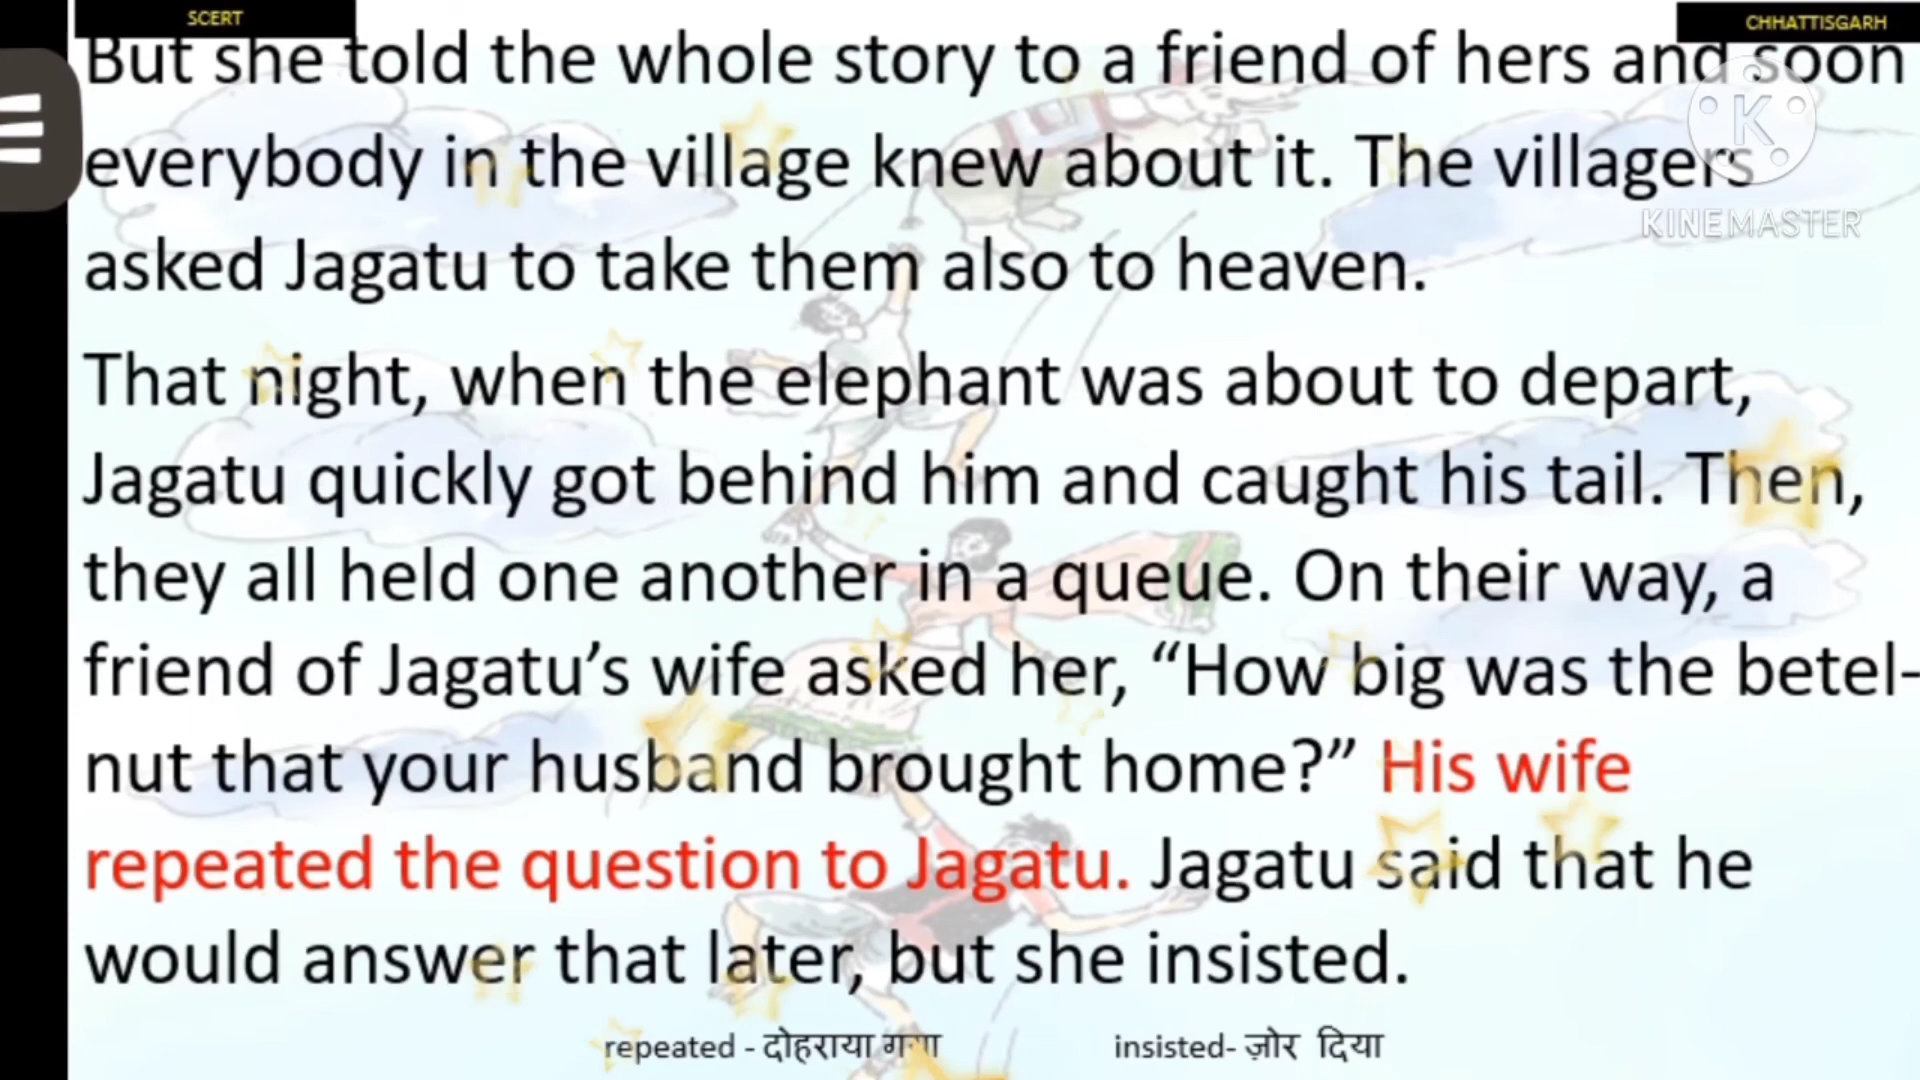 SCERT
CHHATTISGARH
But she told the whole story to a friend of hers and soon
everybody in the village knew about it. The villagers
KINEMASTER
asked Jagatu to take them also to heaven.
That night, when the elephant was about to depart,
Jagatu quickly got behind him and caught his tail. Then,
they all held one another in a queue. On their way, a
friend of Jagatu’s wife asked her, “How big was the betel-
nut that your husband brought home?” His wife
repeated the question to Jagatu. Jagatu said that he
would answer that later, but she insisted.
repeated - दोहराया गया insisted- ज़ोर दिया